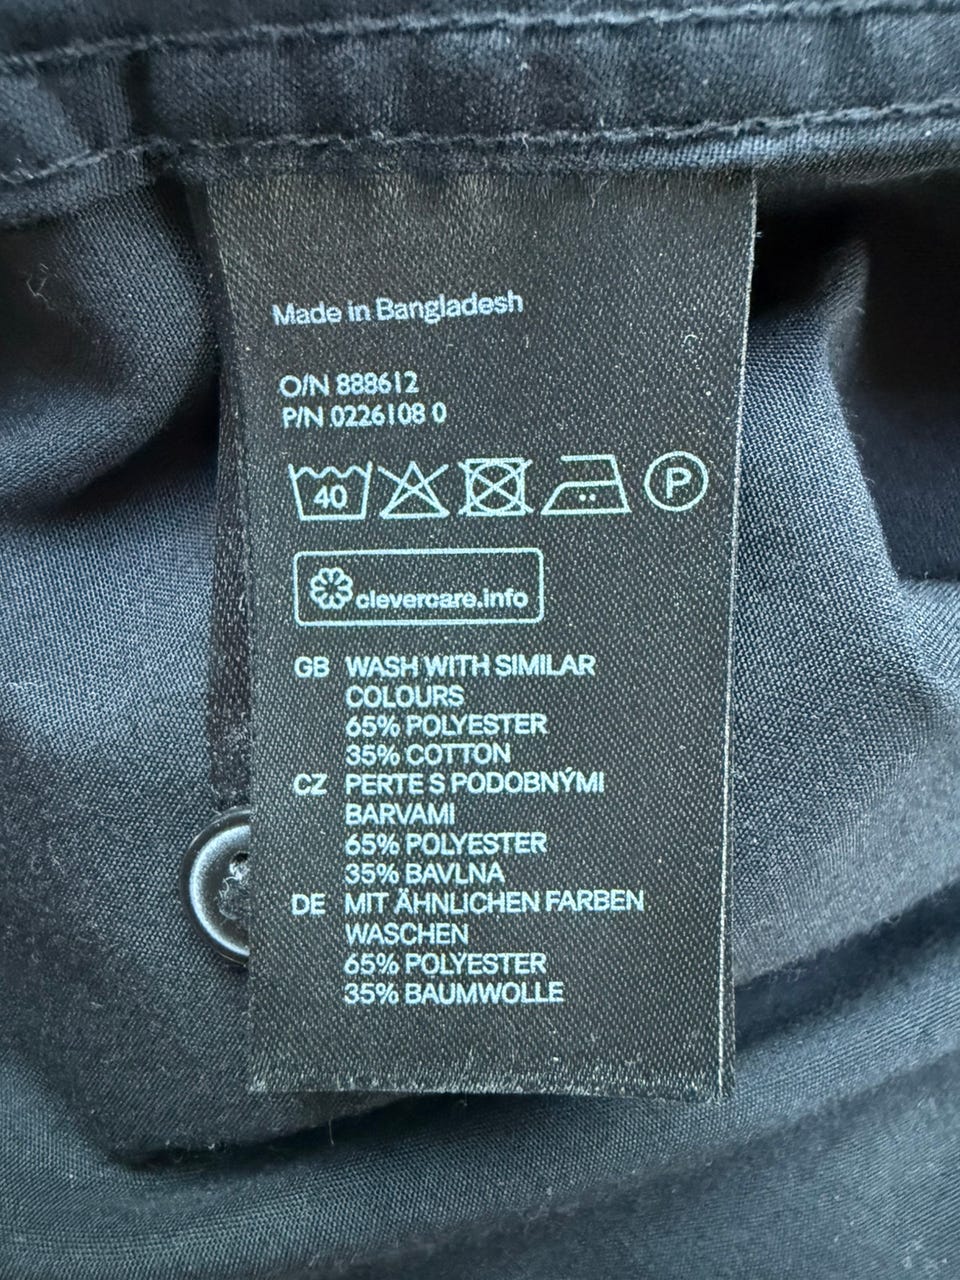 Made in Bangladesh
O/N 888612
P/N 0226108 0
40 P
clevercare.info
GB WASH WITH SIMILAR
COLOURS
65% POLYESTER
35% COTTON
CZ PERTE S PODOBNÝMI
BARVAMI
65% POLYESTER
35% BAVLNA
DE MIT ÄHNLICHEN FARBEN
WASCHEN
65% POLYESTER
35% BAUMWOLLE